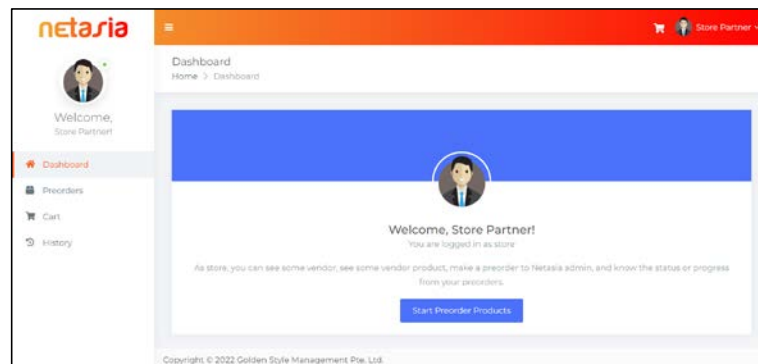 netasia
Store Partner
Dashboard
Home > Dashboard
Welcome,
Store Partner!
Dashboard
Preorders
Cart
History
Welcome, Store Partner!
You are logged in as store
As store, you can see some vendor, see some vendor product, make a preorder to Netasia admin, and know the status or progress
from your preorders.
Start Preorder Products
Copyright © 2022 Golden Style Management Pte. Ltd.